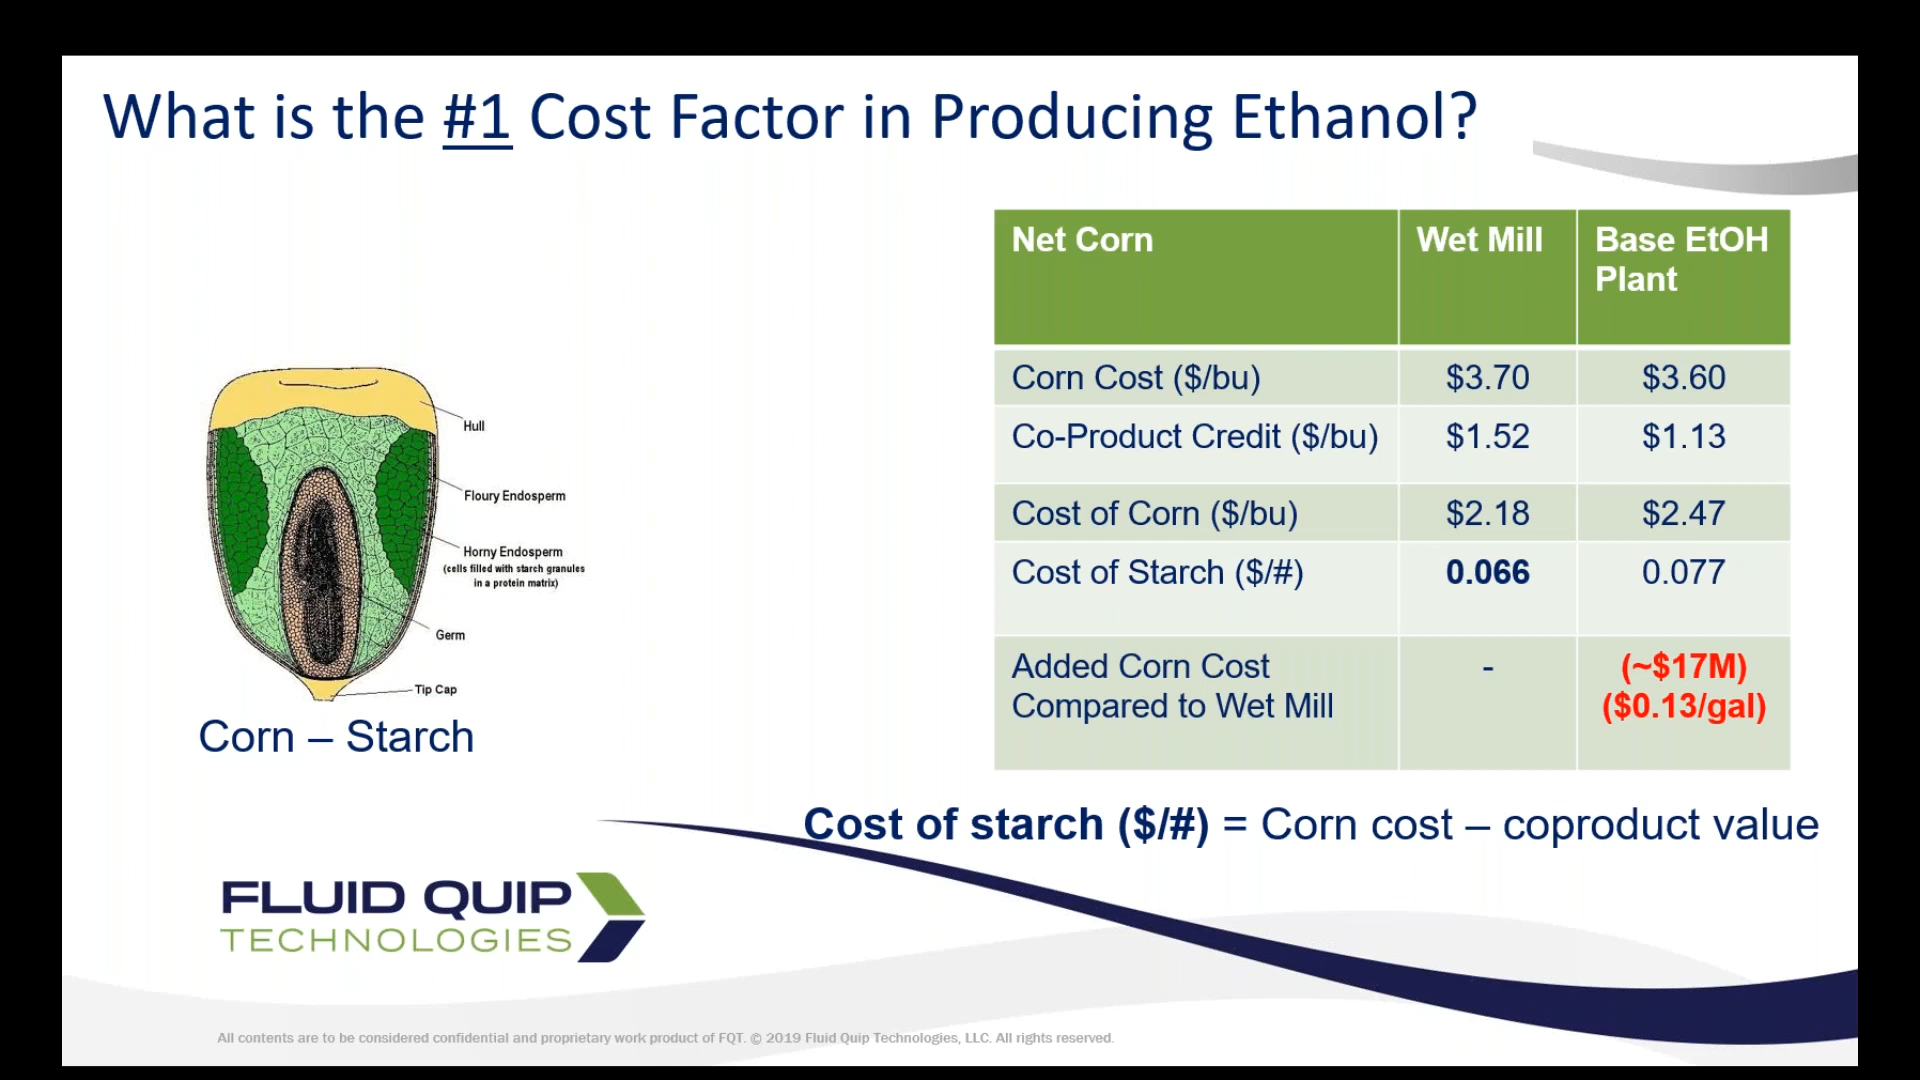 What is the #1 Cost Factor in Producing Ethanol?
Net Corn Wet Mill Base EtOH
Plant
Corn Cost ($/bu) $3.70 $3.60
Co-Product Credit ($/bu) $1.52 $1.13
Cost of Corn ($/bu) $2.18 $2.47
Cost of Starch ($/#) 0.066 0.077
Added Corn Cost - (~$17M)
Compared to Wet Mill ($0.13/gal)
Hull
Floury Endosperm
Horny Endosperm
(cells filled with starch granules
in a protein matrix)
Germ
Tip Cap
Corn – Starch
Cost of starch ($/#) = Corn cost – coproduct value
FLUID QUIP
TECHNOLOGIES
All contents are to be considered confidential and proprietary work product of FQT. © 2019 Fluid Quip Technologies, LLC. All rights reserved.